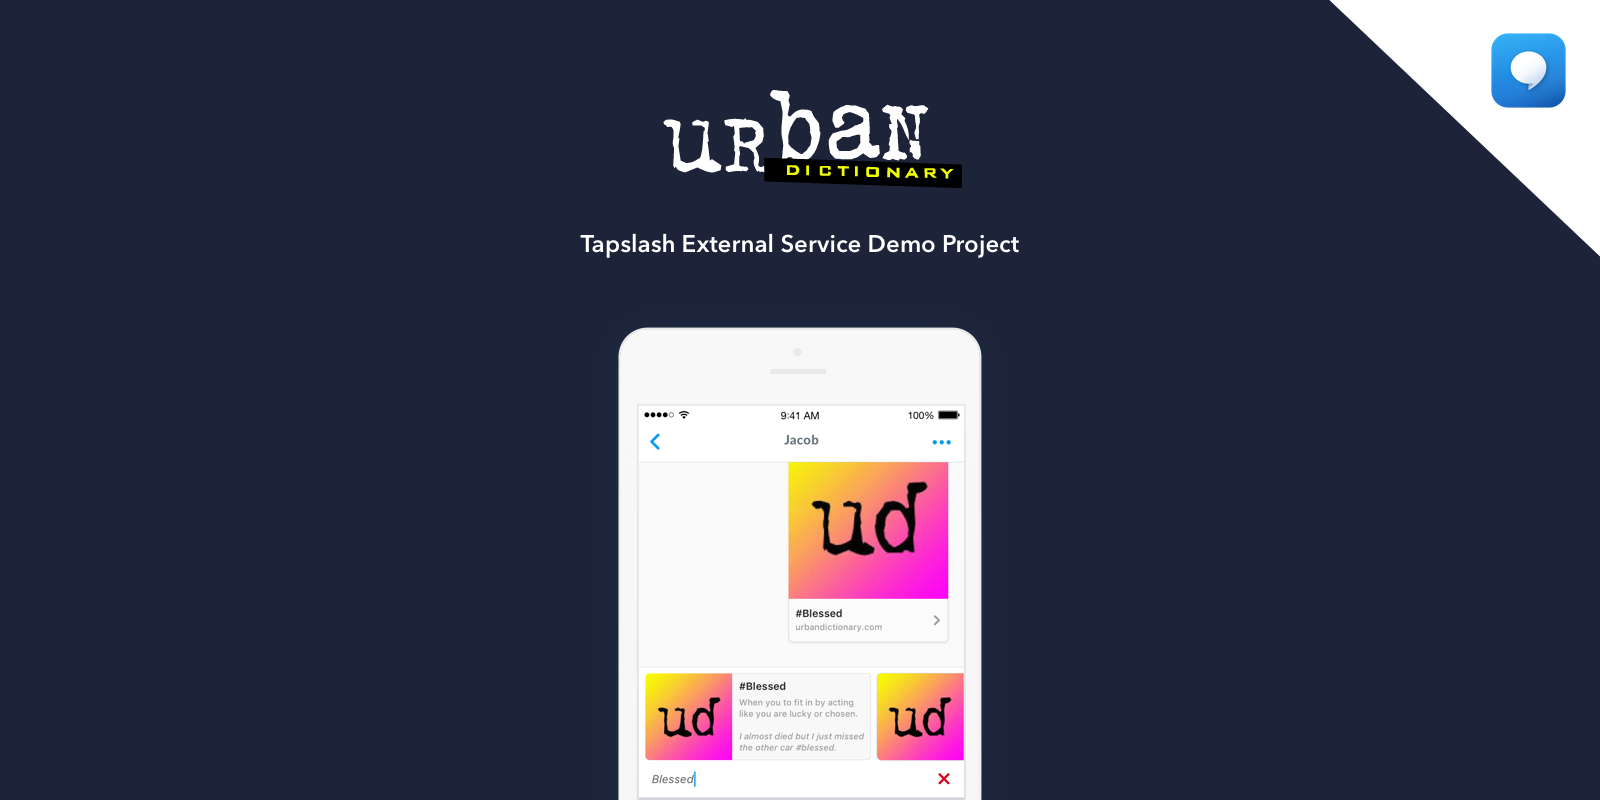 urban
DICTIONARY
Tapslash External Service Demo Project
9:41 AM
100%
Jacob
ud
#Blessed
urbandictionary.com
ud
#Blessed
When you to fit in by acting
like you are lucky or chosen.
I almost died but I just missed
the other car #blessed.
ud
Blessed